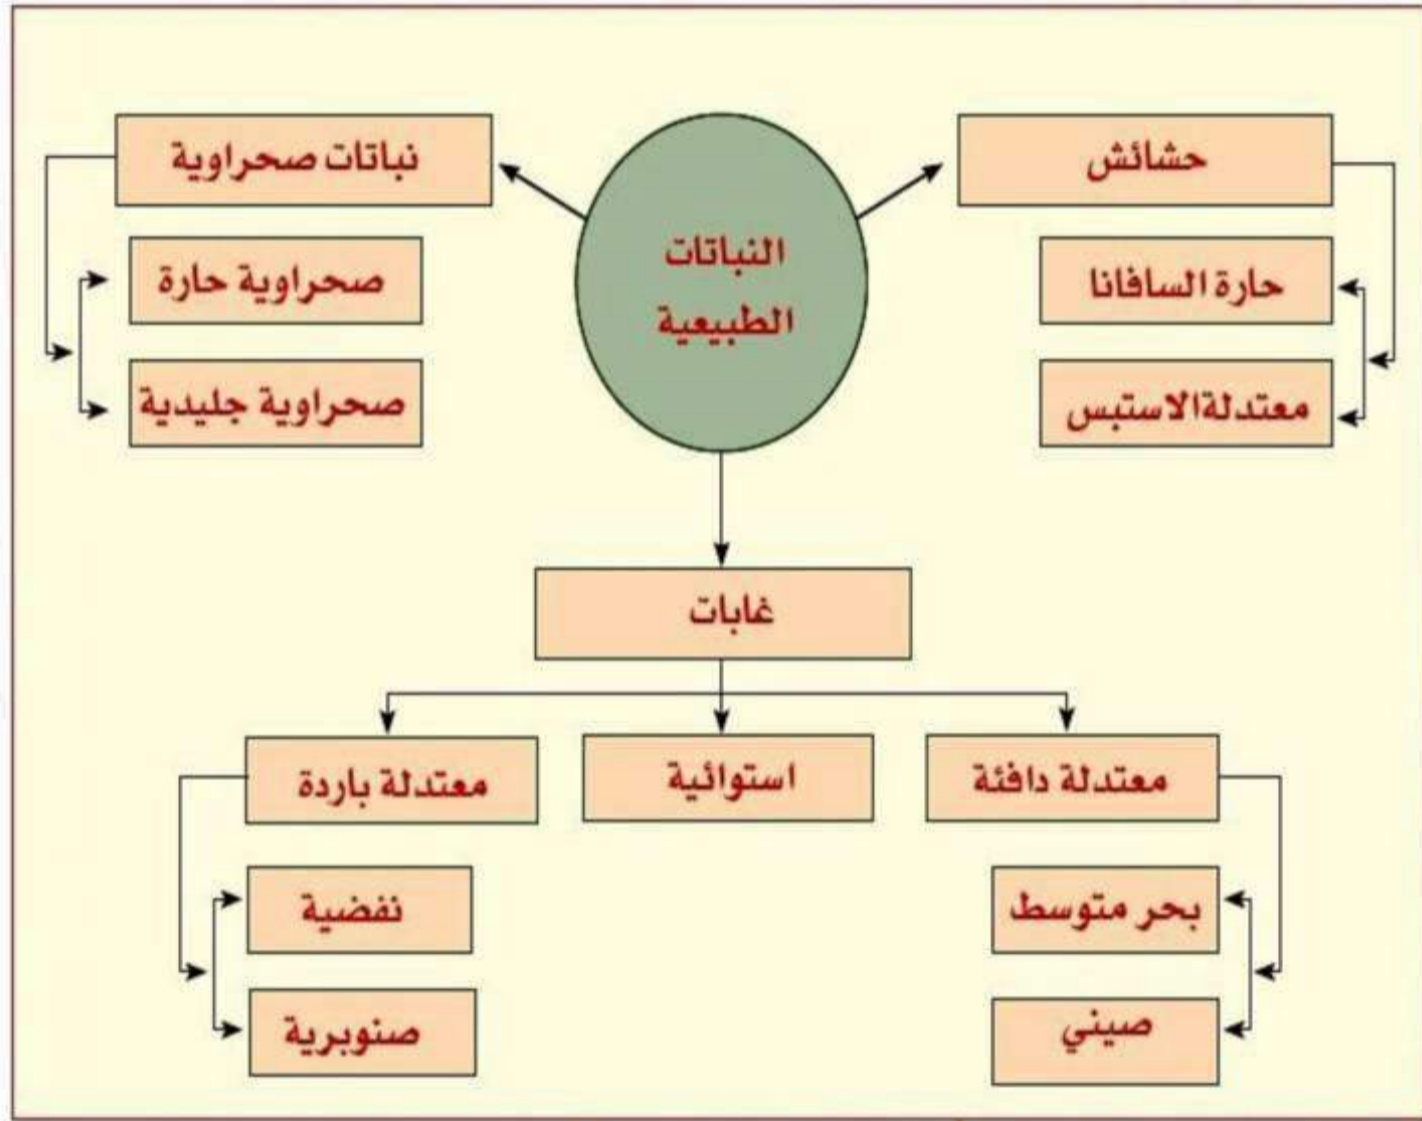 النباتات
الطبيعية
حشائش
حارة السافانا
معتدلة الاستبس
نباتات صحراوية
صحراوية حارة
صحراوية جليدية
غابات
معتدلة دافئة
بحر متوسط
صيني
استوائية
معتدلة باردة
نفضية
صنوبرية